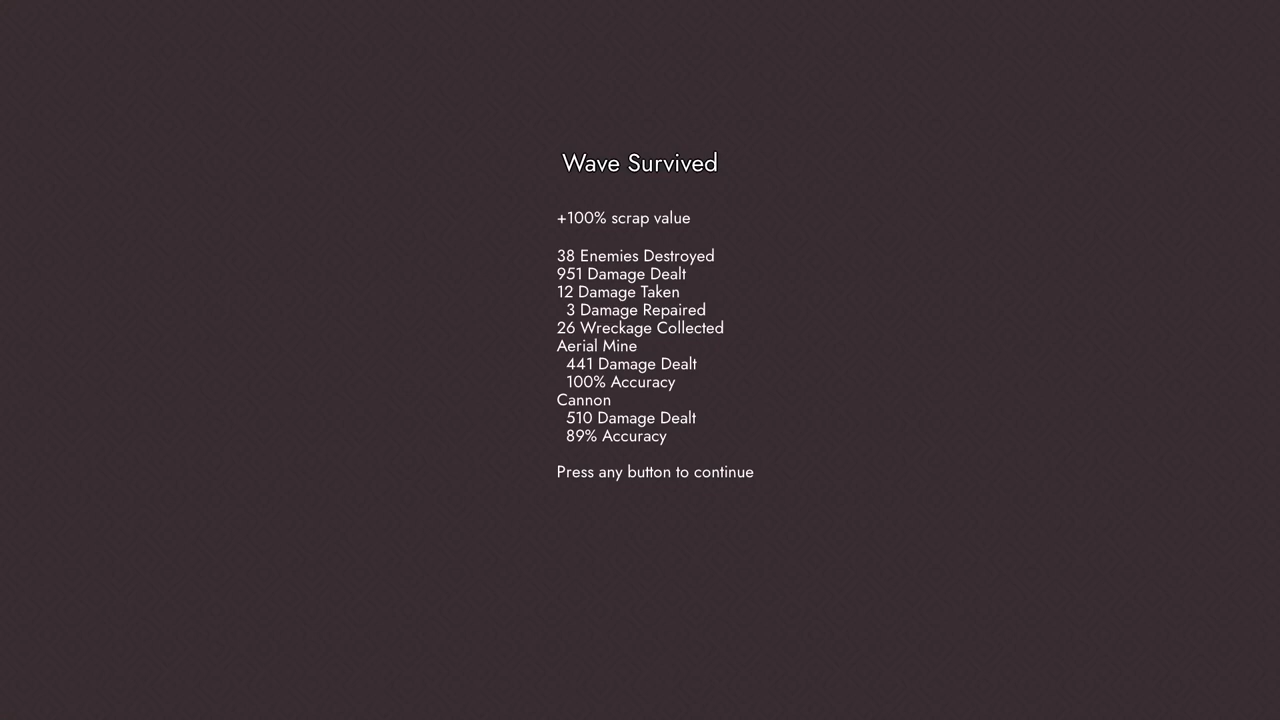 Wave Survived
+100% scrap value
38 Enemies Destroyed
951 Damage Dealt
12 Damage Taken
3 Damage Repaired
26 Wreckage Collected
Aerial Mine
441 Damage Dealt
100% Accuracy
Cannon
510 Damage Dealt
89% Accuracy
Press any button to continue